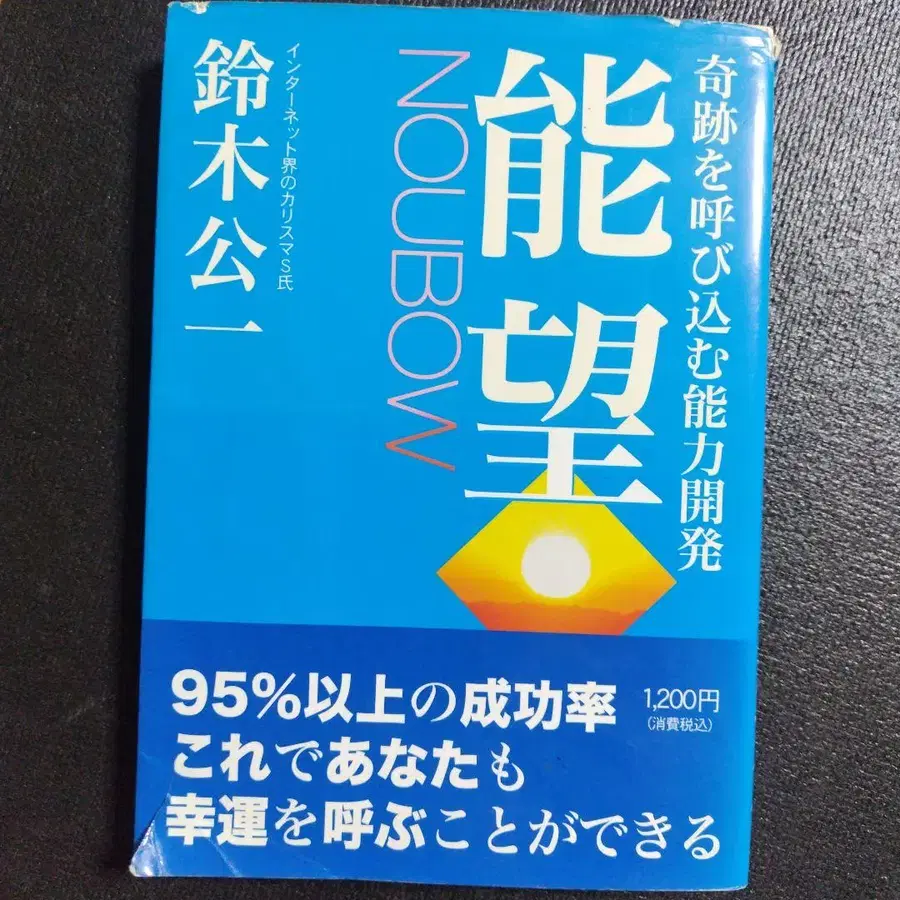 奇跡を呼び込む能力開発
能望
NOUBOW
インターネット界のカリスマS氏
鈴木公一
95%以上の成功率
これであなたも
幸運を呼ぶことができる
1,200円
(消費税込)